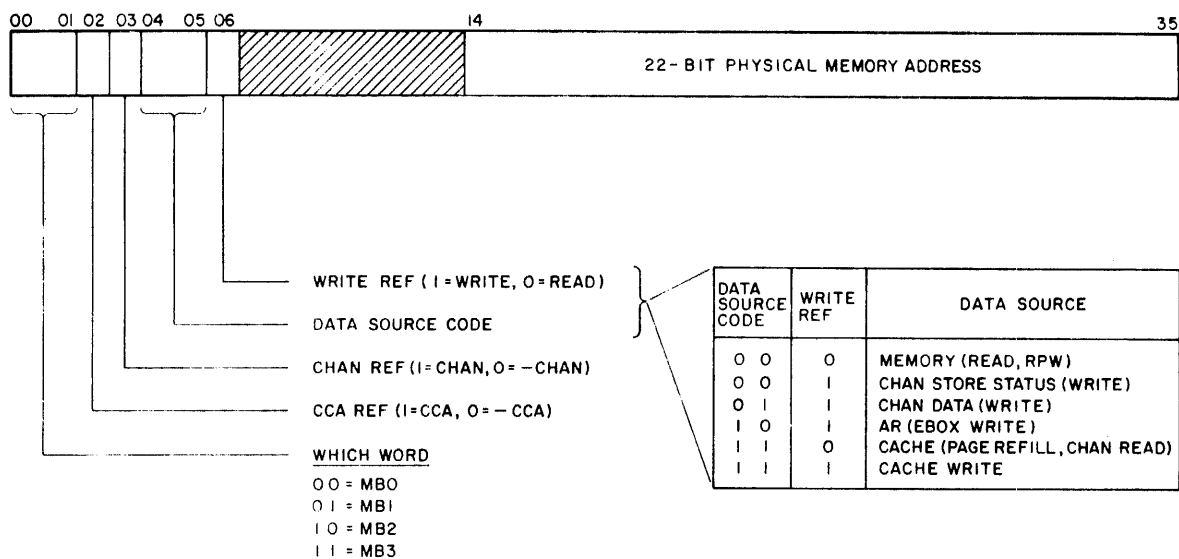 00 01 02 03 04 05 06 14 35
22-BIT PHYSICAL MEMORY ADDRESS
WRITE REF (1=WRITE, 0=READ)
DATA SOURCE CODE
CHAN REF (1=CHAN, 0=-CHAN)
CCA REF (1=CCA, 0=-CCA)
WHICH WORD
00=MB0
01=MB1
10=MB2
11=MB3
DATA SOURCE CODE WRITE REF DATA SOURCE
0 0 0 MEMORY (READ, RPW)
0 0 1 CHAN STORE STATUS (WRITE)
0 1 1 CHAN DATA (WRITE)
1 0 1 AR (EBOX WRITE)
1 1 0 CACHE (PAGE REFILL, CHAN READ)
1 1 1 CACHE WRITE